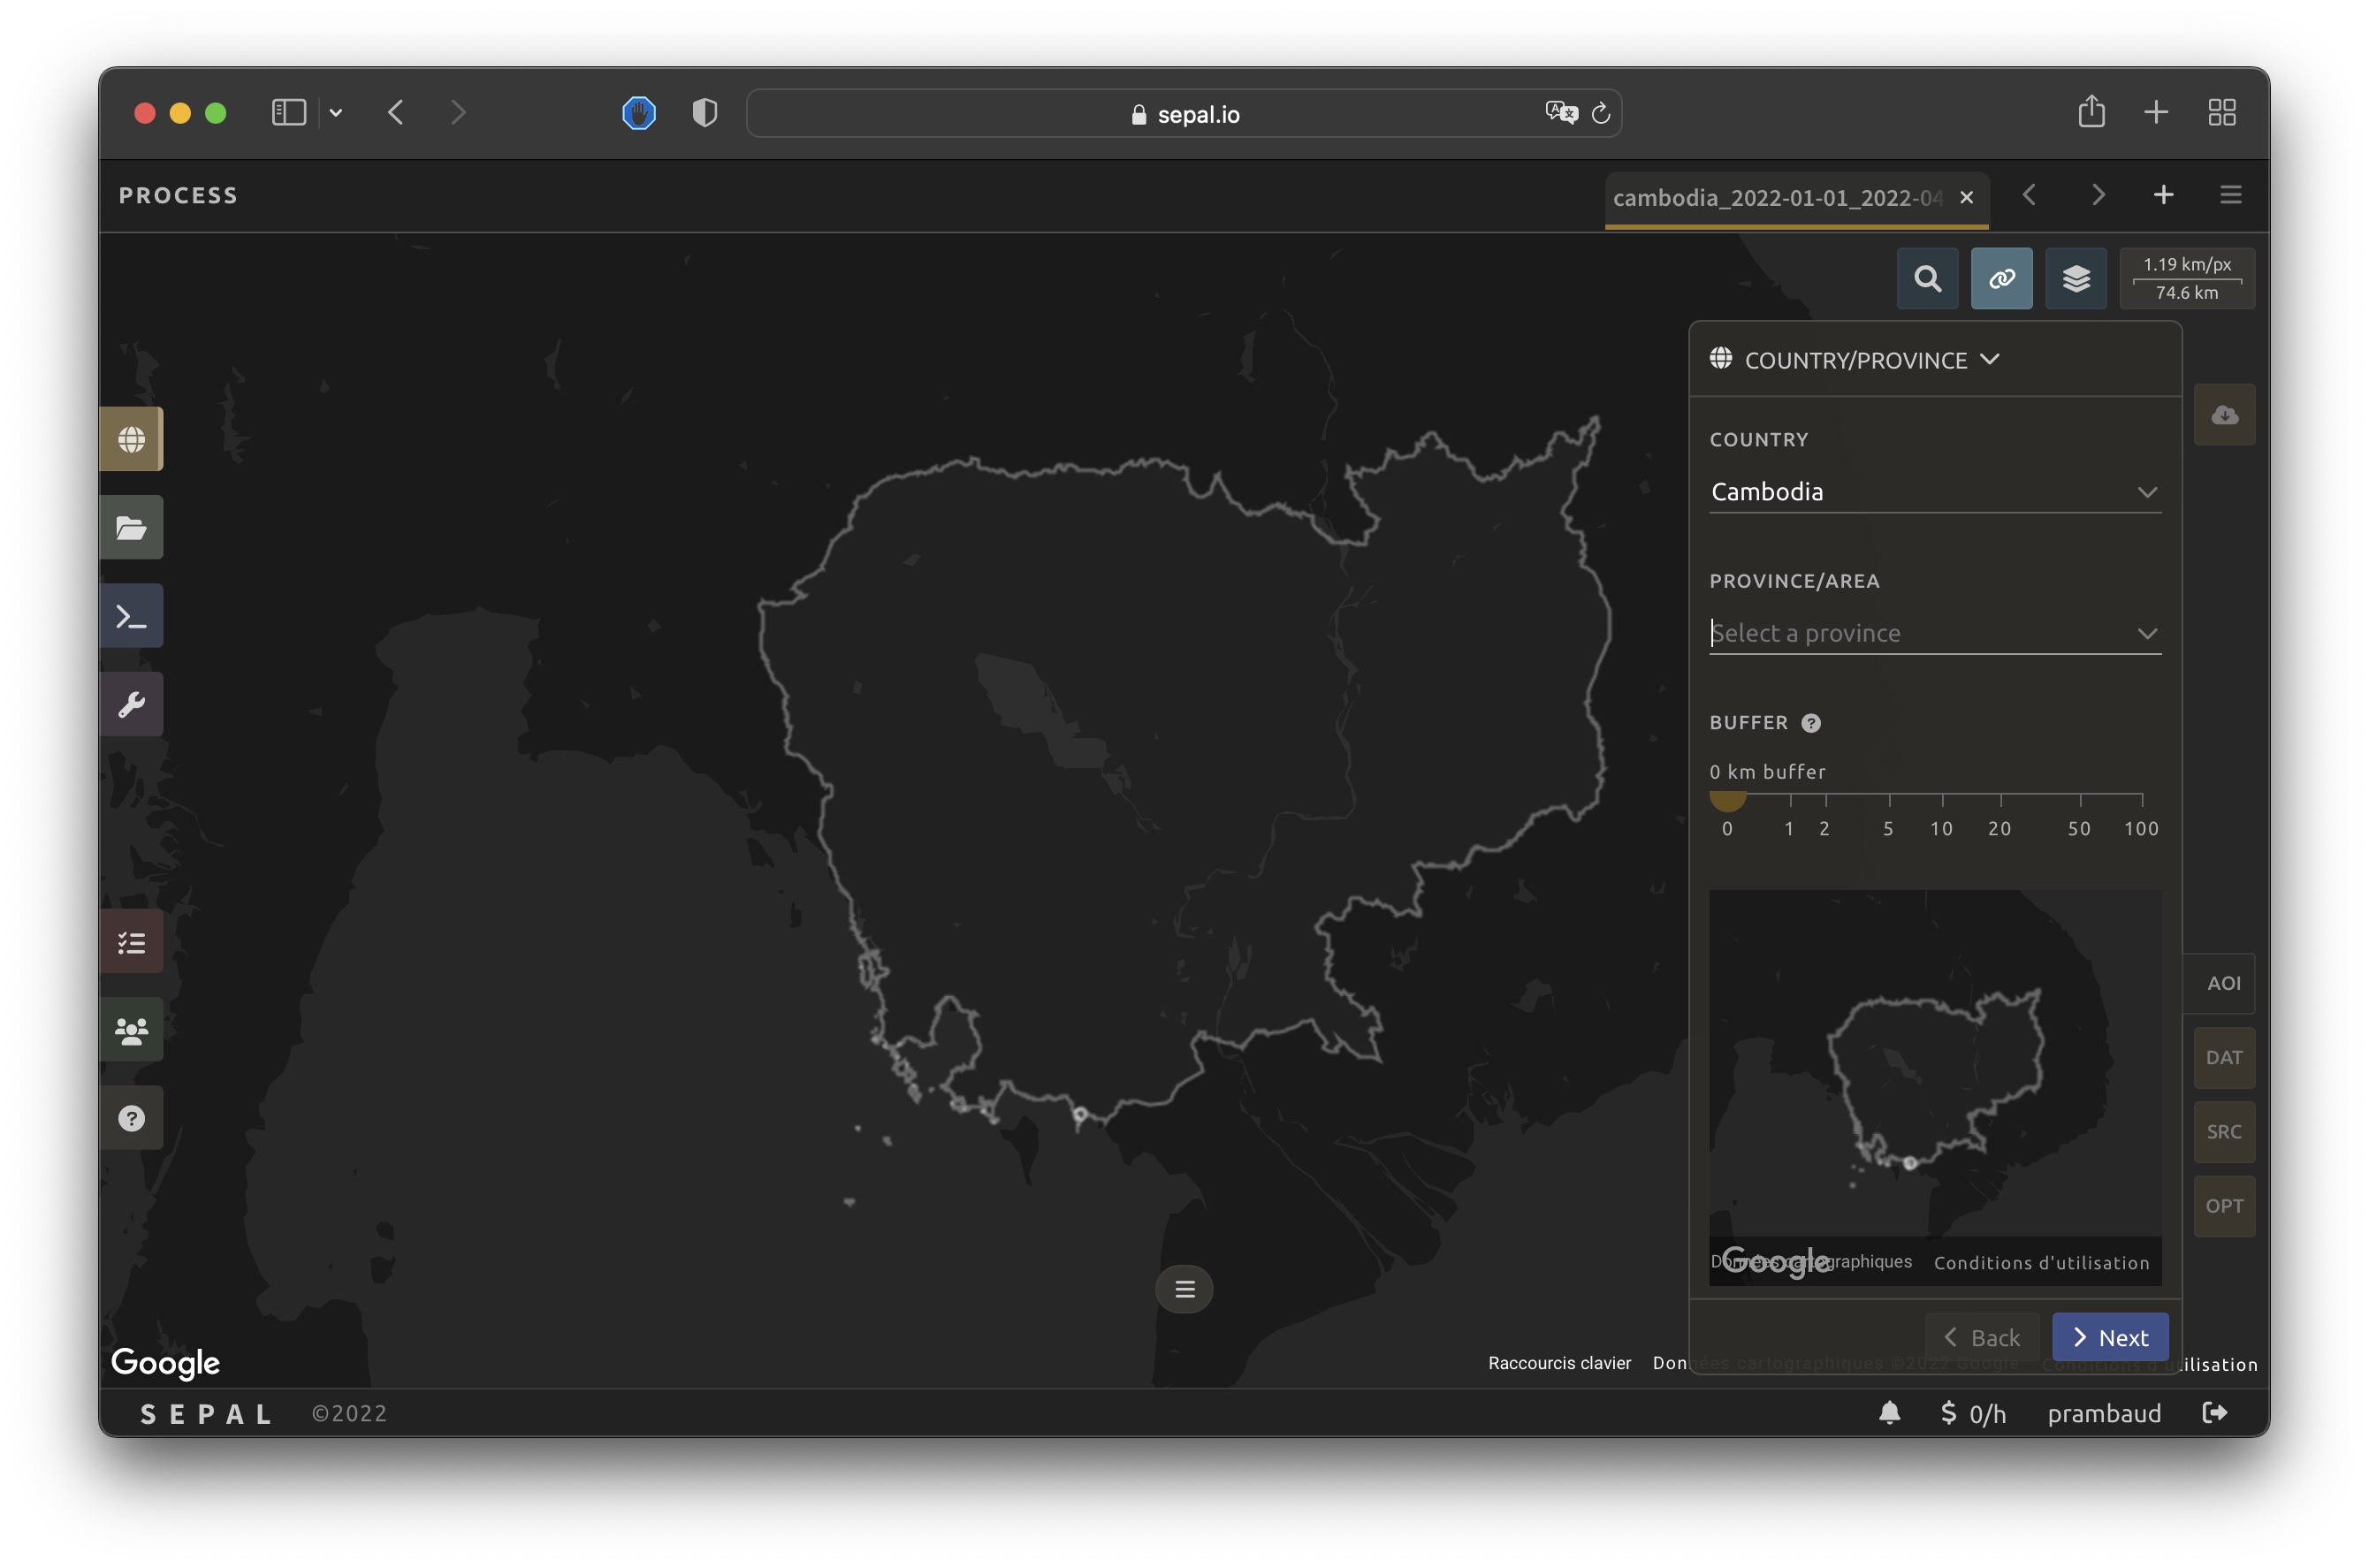 sepal.io
PROCESS
cambodia_2022-01-01_2022-04
1.19 km/px
74.6 km
COUNTRY/PROVINCE
COUNTRY
Cambodia
PROVINCE/AREA
Select a province
BUFFER ?
0 km buffer
0 1 2 5 10 20 50 100
AOI
DAT
SRC
OPT
Google
Données cartographiques Conditions d'utilisation
Back Next
Google
Raccourcis clavier Données cartographiques ©2022 Google Conditions d'utilisation
SEPAL ©2022
$ 0/h prambaud